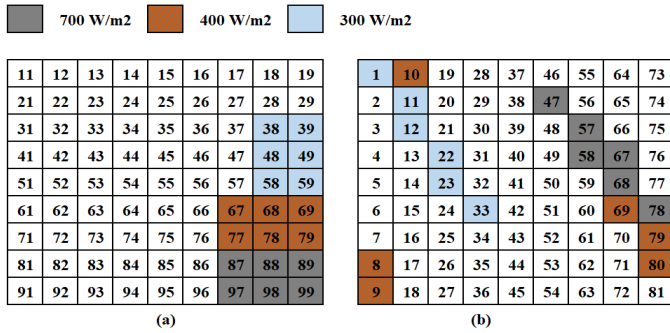 700 W/m2 400 W/m2 300 W/m2
11 12 13 14 15 16 17 18 19 1 10 19 28 37 46 55 64 73
21 22 23 24 25 26 27 28 29 2 11 20 29 38 47 56 65 74
31 32 33 34 35 36 37 38 39 3 12 21 30 39 48 57 66 75
41 42 43 44 45 46 47 48 49 4 13 22 31 40 49 58 67 76
51 52 53 54 55 56 57 58 59 5 14 23 32 41 50 59 68 77
61 62 63 64 65 66 67 68 69 6 15 24 33 42 51 60 69 78
71 72 73 74 75 76 77 78 79 7 16 25 34 43 52 61 70 79
81 82 83 84 85 86 87 88 89 8 17 26 35 44 53 62 71 80
91 92 93 94 95 96 97 98 99 9 18 27 36 45 54 63 72 81
(a) (b)